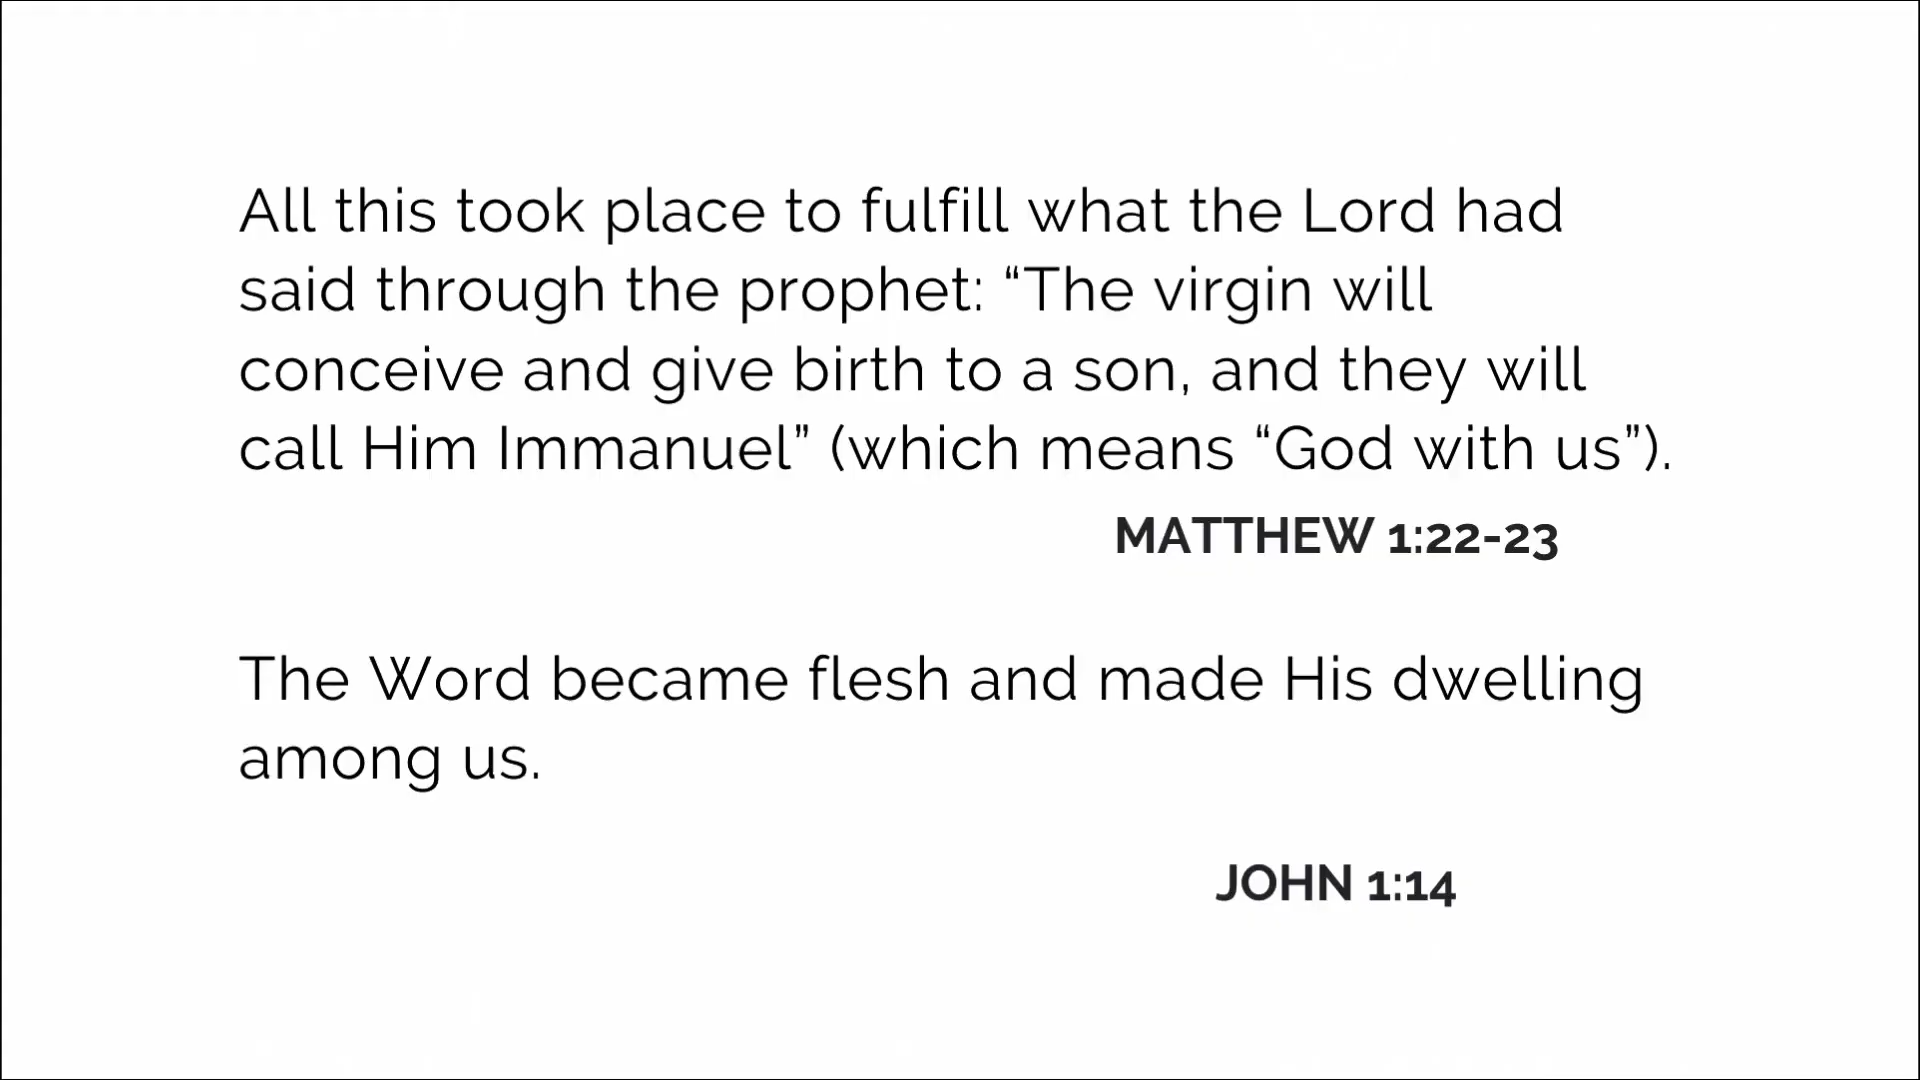 All this took place to fulfill what the Lord had
said through the prophet: “The virgin will
conceive and give birth to a son, and they will
call Him Immanuel” (which means “God with us”).
MATTHEW 1:22-23
The Word became flesh and made His dwelling
among us.
JOHN 1:14